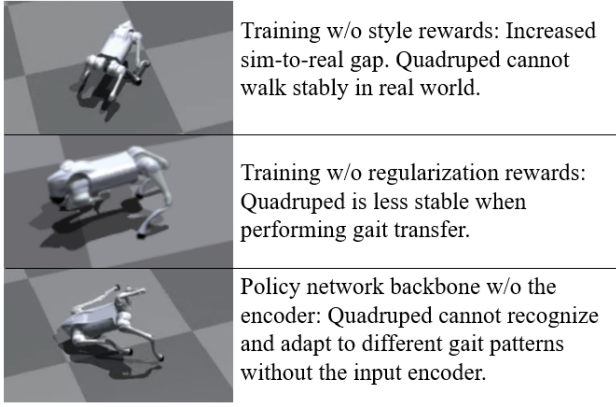 Training w/o style rewards: Increased
sim-to-real gap. Quadruped cannot
walk stably in real world.
Training w/o regularization rewards:
Quadruped is less stable when
performing gait transfer.
Policy network backbone w/o the
encoder: Quadruped cannot recognize
and adapt to different gait patterns
without the input encoder.